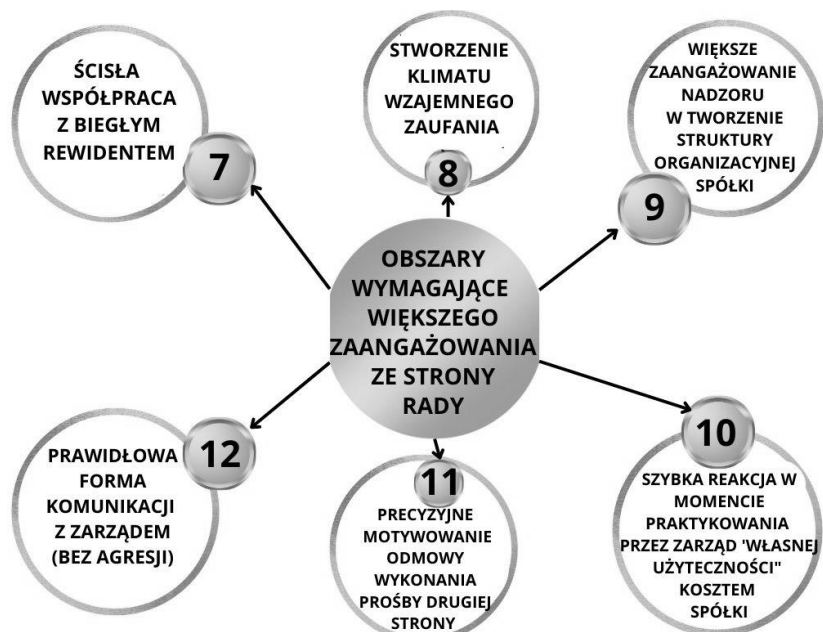 ŚCISŁA
WSPÓŁPRACA
Z BIEGŁYM
REWIDENTEM
7
STWORZENIE
KLIMATU
WZAJEMNEGO
ZAUFANIA
8
WIĘKSZE
ZAANGAŻOWANIE
NADZORU
W TWORZENIE
STRUKTURY
ORGANIZACYJNEJ
SPÓŁKI
9
OBSZARY
WYMAGAJĄCE
WIĘKSZEGO
ZAANGAŻOWANIA
ZE STRONY
RADY
12
PRAWIDŁOWA
FORMA
KOMUNIKACJI
Z ZARZĄDEM
(BEZ AGRESJI)
11
PRECYZYJNE
MOTYWOWANIE
ODMOWY
WYKONANIA
PROŚBY DRUGIEJ
STRONY
10
SZYBKA REAKCJA W
MOMENCIE
PRAKTYKOWANIA
PRZEZ ZARZĄD 'WŁASNEJ
UŻYTECZNOŚCI"
KOSZTEM
SPÓŁKI